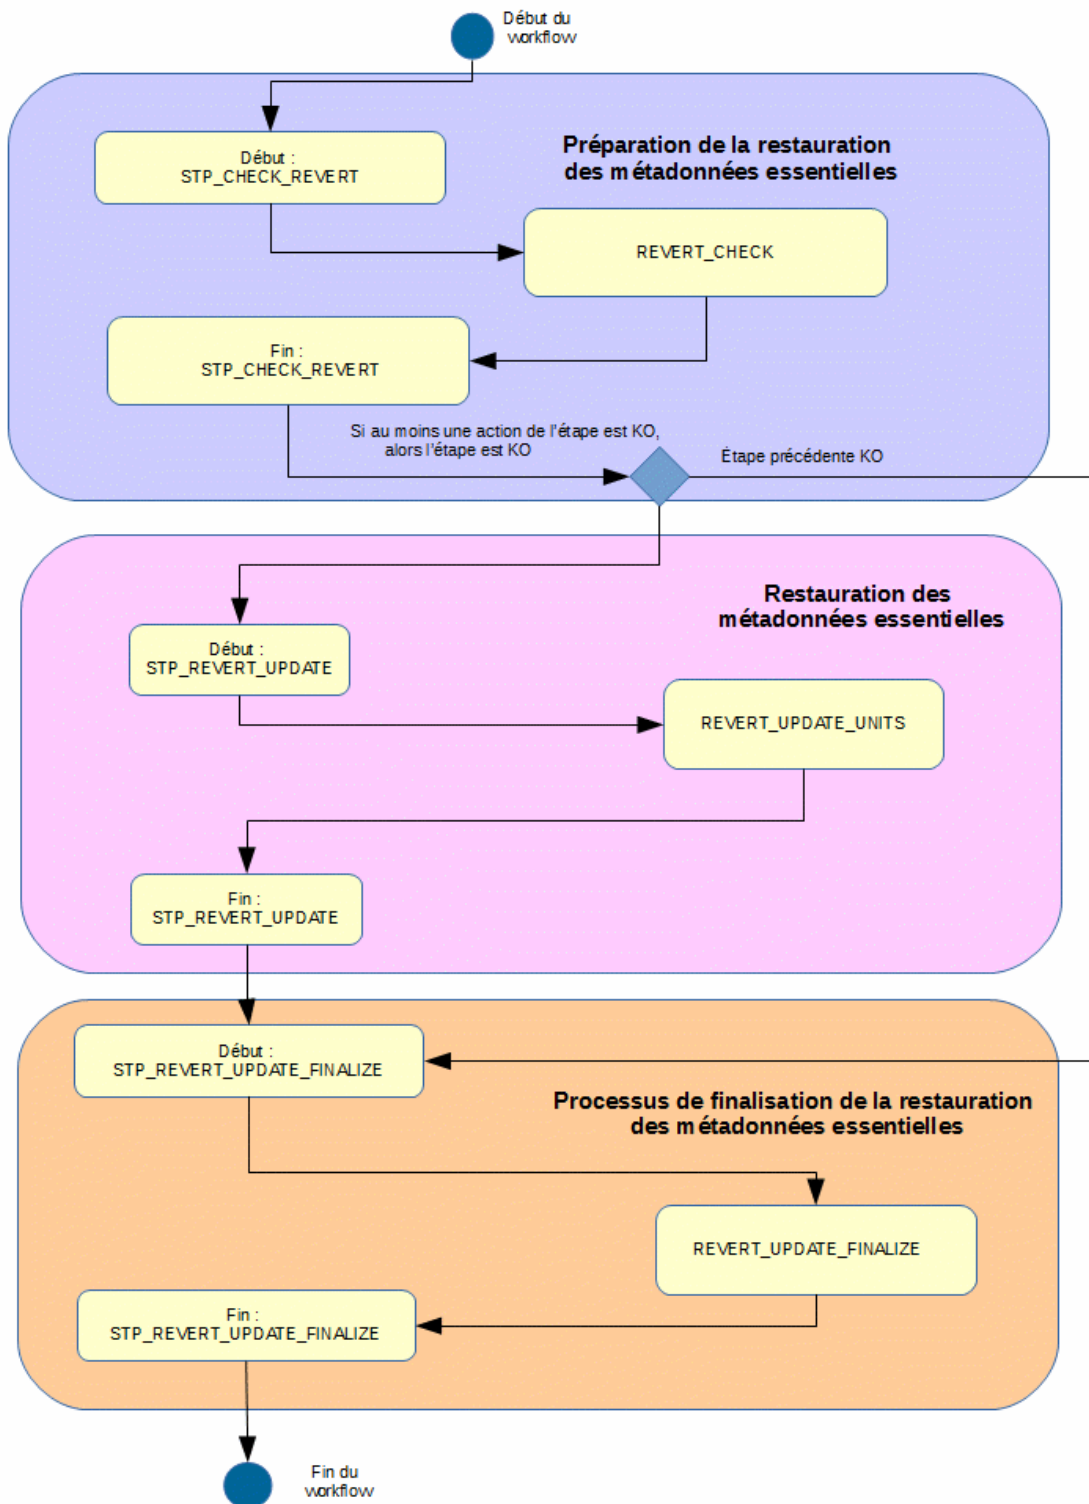 Début du
workflow
Début :
STP_CHECK_REVERT
Préparation de la restauration
des métadonnées essentielles
REVERT_CHECK
Fin :
STP_CHECK_REVERT
Si au moins une action de l'étape est KO,
alors l'étape est KO
Étape précédente KO
Restauration des
métadonnées essentielles
Début :
STP_REVERT_UPDATE
REVERT_UPDATE_UNITS
Fin :
STP_REVERT_UPDATE
Début :
STP_REVERT_UPDATE_FINALIZE
Processus de finalisation de la restauration
des métadonnées essentielles
REVERT_UPDATE_FINALIZE
Fin :
STP_REVERT_UPDATE_FINALIZE
Fin du
workflow